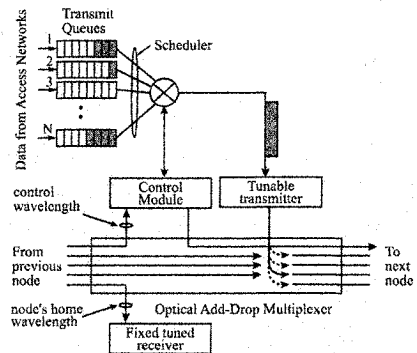 Transmit
Queues
Scheduler
Data from Access Networks
1
2
3
N
Control
Module
Tunable
transmitter
control
wavelength
From
previous
node
To
next
node
node's home
wavelength
Optical Add-Drop Multiplexer
Fixed tuned
receiver